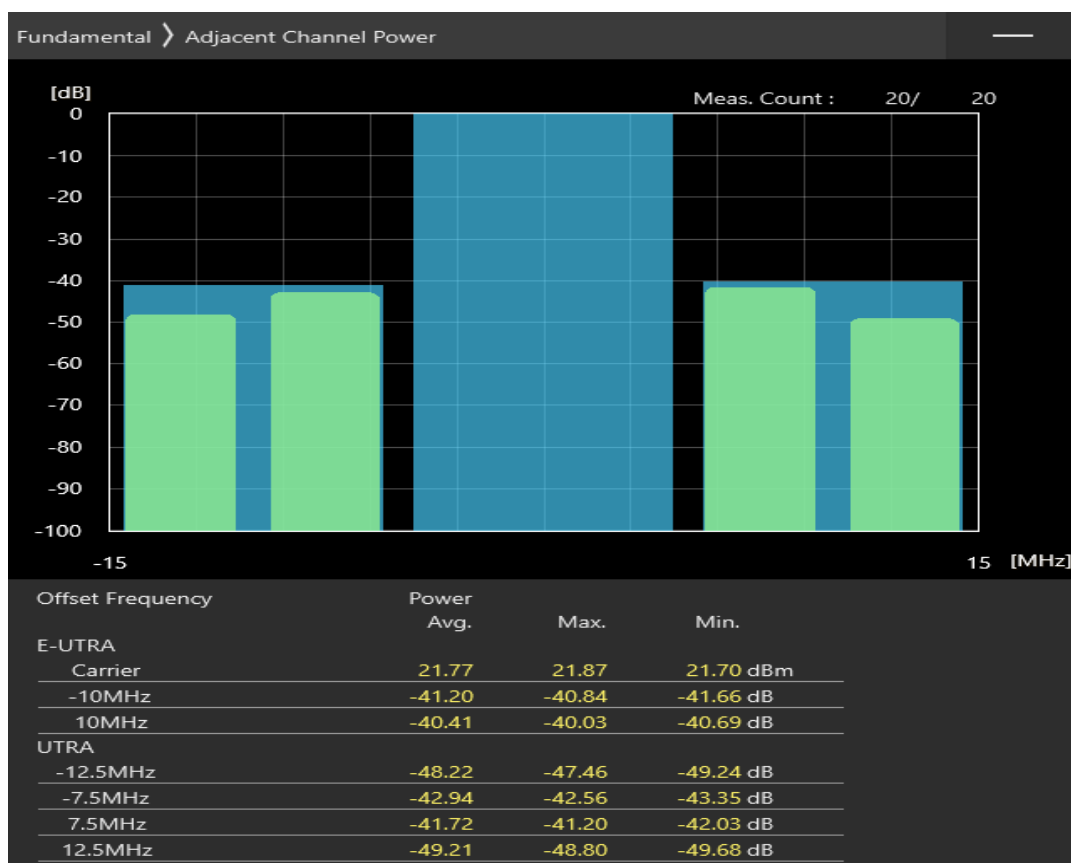 Fundamental 〉 Adjacent Channel Power
[dB]
Meas. Count : 20/ 20
0
-10
-20
-30
-40
-50
-60
-70
-80
-90
-100
-15 15 [MHz]
Offset Frequency Power
Avg. Max. Min.
E-UTRA
Carrier 21.77 21.87 21.70 dBm
-10MHz -41.20 -40.84 -41.66 dB
10MHz -40.41 -40.03 -40.69 dB
UTRA
-12.5MHz -48.22 -47.46 -49.24 dB
-7.5MHz -42.94 -42.56 -43.35 dB
7.5MHz -41.72 -41.20 -42.03 dB
12.5MHz -49.21 -48.80 -49.68 dB